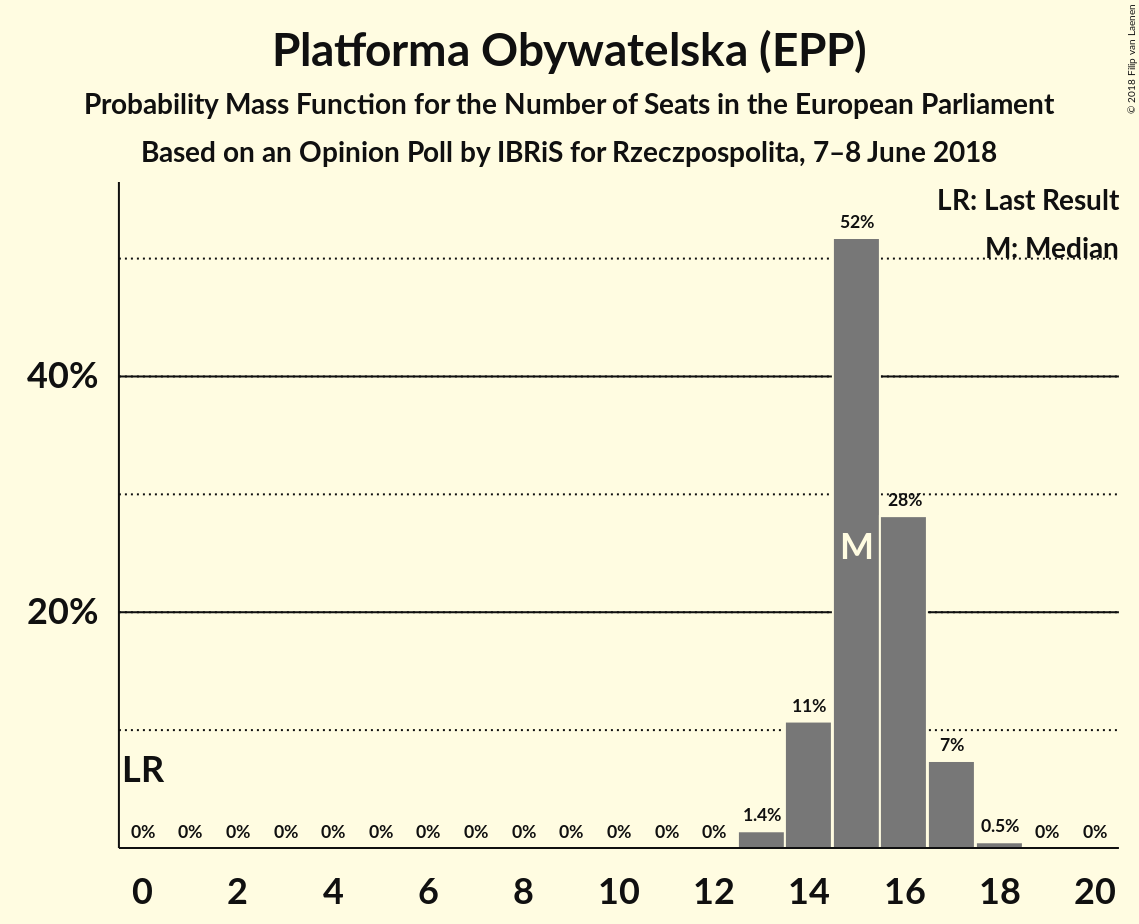 Platforma Obywatelska (EPP)
Probability Mass Function for the Number of Seats in the European Parliament
Based on an Opinion Poll by IBRiS for Rzeczpospolita, 7–8 June 2018
© 2018 Filip van Laenen
LR: Last Result
M: Median
52%
40%
28%
M
20%
11%
7%
LR
1.4%
0.5%
0% 0% 0% 0% 0% 0% 0% 0% 0% 0% 0% 0% 0% 0% 0%
0 2 4 6 8 10 12 14 16 18 20